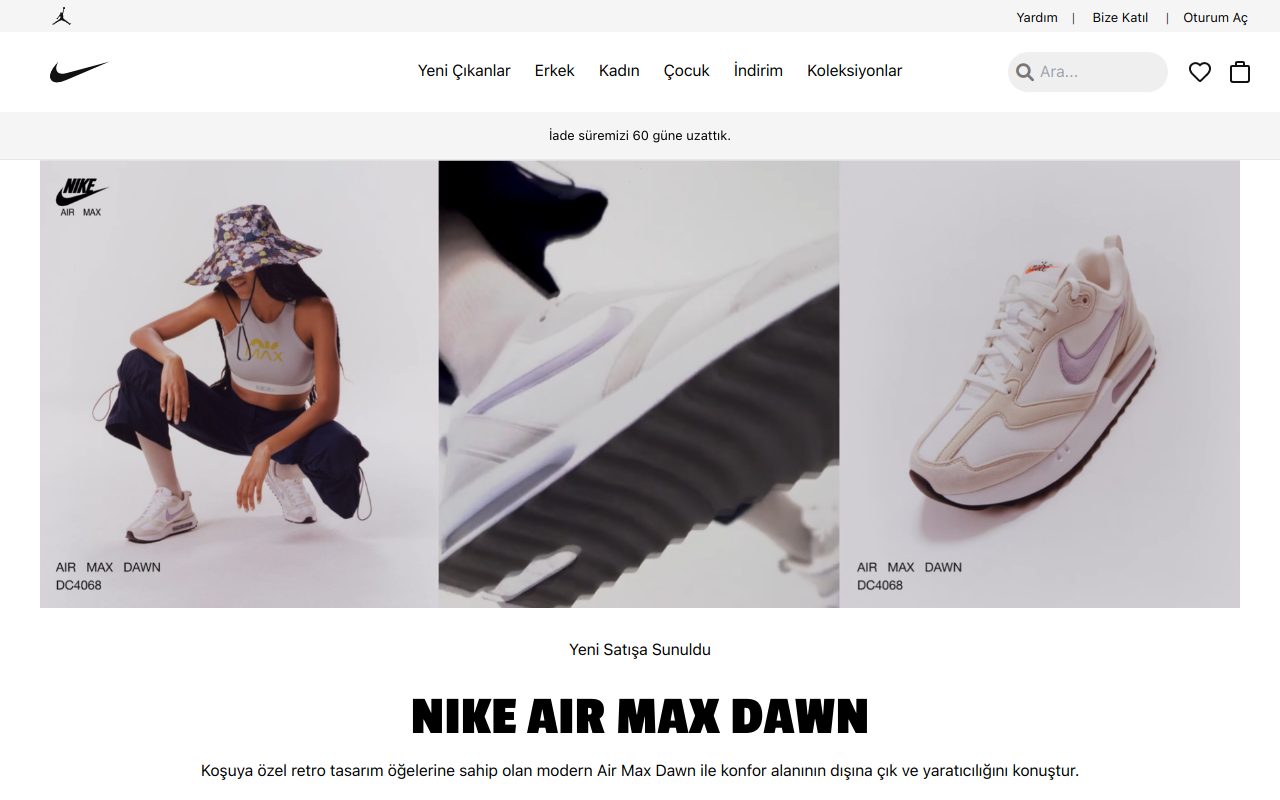 Yardım | Bize Katıl | Oturum Aç
Yeni Çıkanlar Erkek Kadın Çocuk İndirim Koleksiyonlar
Ara...
İade süremizi 60 güne uzattık.
NIKE
AIR MAX
MAX
AIR MAX DAWN
DC4068
AIR MAX DAWN
DC4068
Yeni Satışa Sunuldu
NIKE AIR MAX DAWN
Koşuya özel retro tasarım öğelerine sahip olan modern Air Max Dawn ile konfor alanının dışına çık ve yaratıcılığını konuştur.